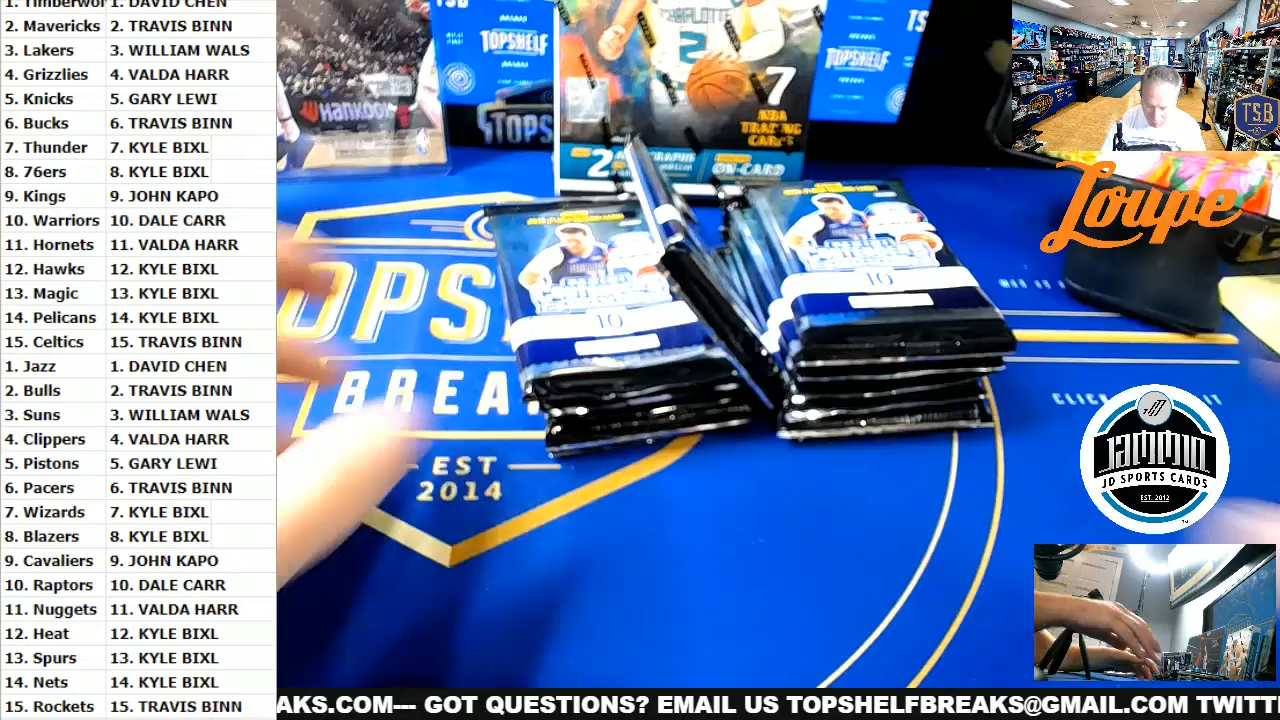 1. Timberwol 1. DAVID CHEN
2. Mavericks 2. TRAVIS BINN
3. Lakers 3. WILLIAM WALS
4. Grizzlies 4. VALDA HARR
5. Knicks 5. GARY LEWI
6. Bucks 6. TRAVIS BINN
7. Thunder 7. KYLE BIXL
8. 76ers 8. KYLE BIXL
9. Kings 9. JOHN KAPO
10. Warriors 10. DALE CARR
11. Hornets 11. VALDA HARR
12. Hawks 12. KYLE BIXL
13. Magic 13. KYLE BIXL
14. Pelicans 14. KYLE BIXL
15. Celtics 15. TRAVIS BINN
1. Jazz 1. DAVID CHEN
2. Bulls 2. TRAVIS BINN
3. Suns 3. WILLIAM WALS
4. Clippers 4. VALDA HARR
5. Pistons 5. GARY LEWI
6. Pacers 6. TRAVIS BINN
7. Wizards 7. KYLE BIXL
8. Blazers 8. KYLE BIXL
9. Cavaliers 9. JOHN KAPO
10. Raptors 10. DALE CARR
11. Nuggets 11. VALDA HARR
12. Heat 12. KYLE BIXL
13. Spurs 13. KYLE BIXL
14. Nets 14. KYLE BIXL
15. Rockets 15. TRAVIS BINN
TSB
TOPSHELF
TS
TOPSHELF
HANKOOK
TOPS
7
NBA
TRADING
CARDS
2
ON-CARD
10
10
OPS
BREA
EST
2014
CLICK
IT
TSB
Loupe
JAMMIN
JD SPORTS CARDS
EST. 2012
AKS.COM--- GOT QUESTIONS? EMAIL US TOPSHELFBREAKS@GMAIL.COM TWITT